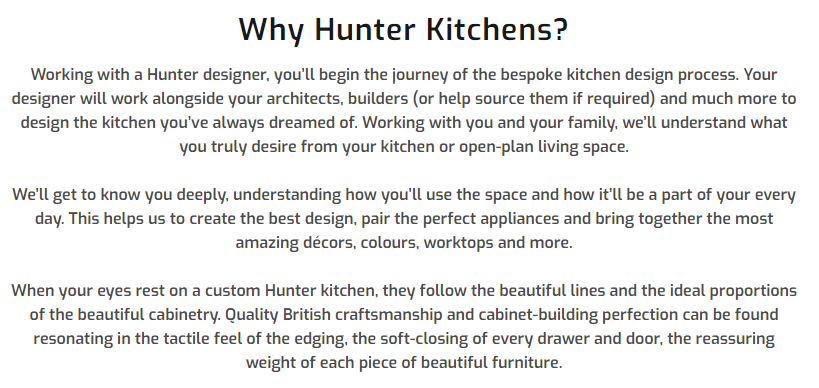 Why Hunter Kitchens?
Working with a Hunter designer, you'll begin the journey of the bespoke kitchen design process. Your
designer will work alongside your architects, builders (or help source them if required) and much more to
design the kitchen you've always dreamed of. Working with you and your family, we'll understand what
you truly desire from your kitchen or open-plan living space.
We'll get to know you deeply, understanding how you'll use the space and how it'll be a part of your every
day. This helps us to create the best design, pair the perfect appliances and bring together the most
amazing décors, colours, worktops and more.
When your eyes rest on a custom Hunter kitchen, they follow the beautiful lines and the ideal proportions
of the beautiful cabinetry. Quality British craftsmanship and cabinet-building perfection can be found
resonating in the tactile feel of the edging, the soft-closing of every drawer and door, the reassuring
weight of each piece of beautiful furniture.